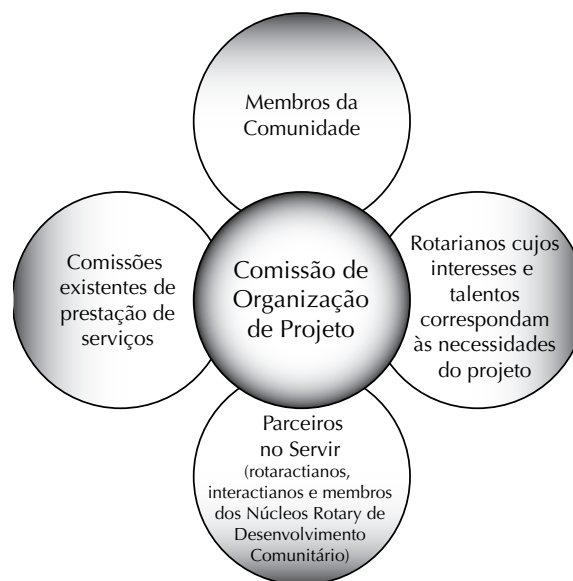 Membros da
Comunidade
Comissões
existentes de
prestação de
serviços
Comissão de
Organização
de Projeto
Rotarianos cujos
interesses e
talentos
correspondam
às necessidades
do projeto
Parceiros
no Servir
(rotaractianos,
interactianos e membros
dos Núcleos Rotary de
Desenvolvimento
Comunitário)